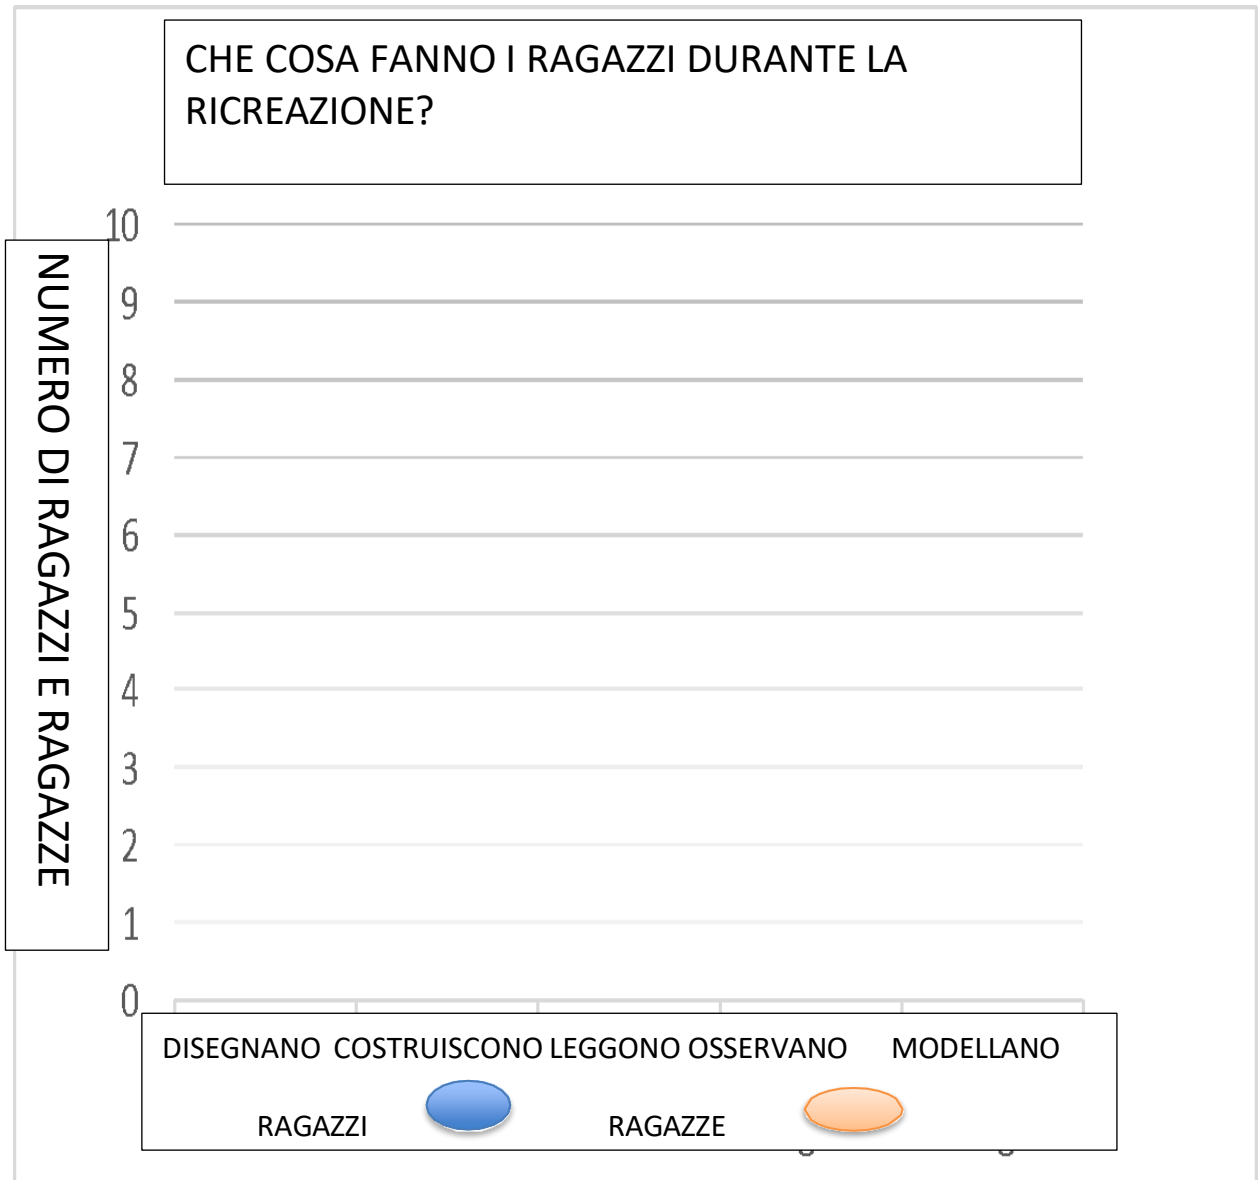 CHE COSA FANNO I RAGAZZI DURANTE LA
RICREAZIONE?
NUMERO DI RAGAZZI E RAGAZZE
10
9
8
7
6
5
4
3
2
1
0
DISEGNANO COSTRUISCONO LEGGONO OSSERVANO MODELLANO
RAGAZZI RAGAZZE